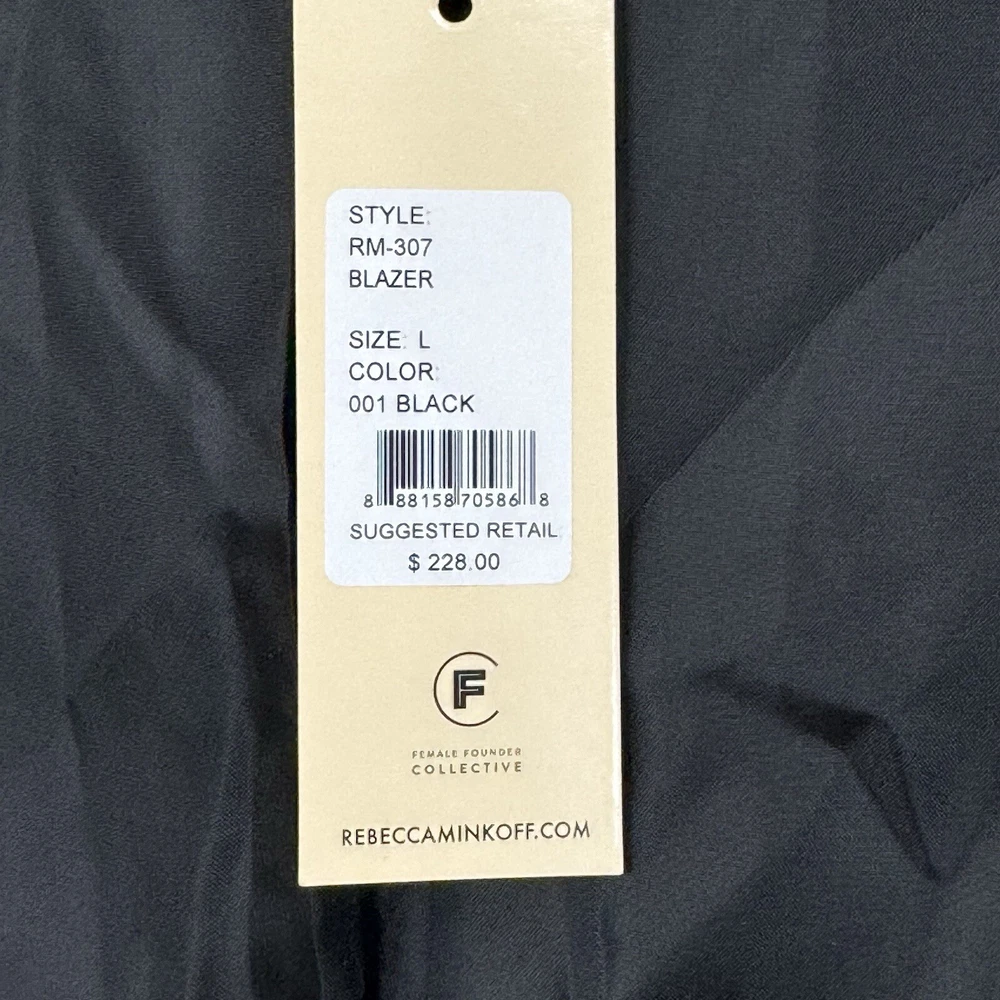 STYLE:
RM-307
BLAZER
SIZE: L
COLOR:
001 BLACK
8 88158 70586 8
SUGGESTED RETAIL:
$ 228.00
F
FEMALE FOUNDER
COLLECTIVE
REBECCAMINKOFF.COM